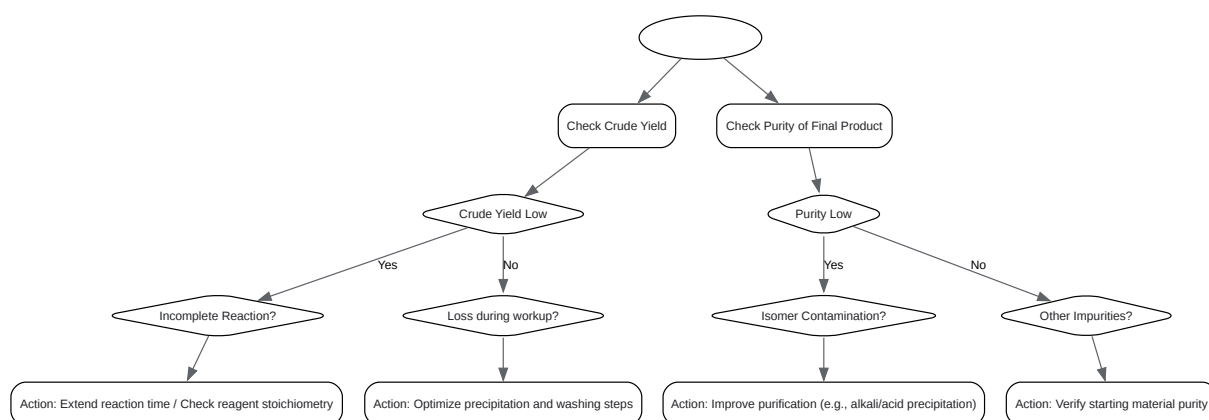 Check Crude Yield
Check Purity of Final Product
Crude Yield Low
Purity Low
Yes
No
Yes
No
Incomplete Reaction?
Loss during workup?
Isomer Contamination?
Other Impurities?
Action: Extend reaction time / Check reagent stoichiometry
Action: Optimize precipitation and washing steps
Action: Improve purification (e.g., alkali/acid precipitation)
Action: Verify starting material purity